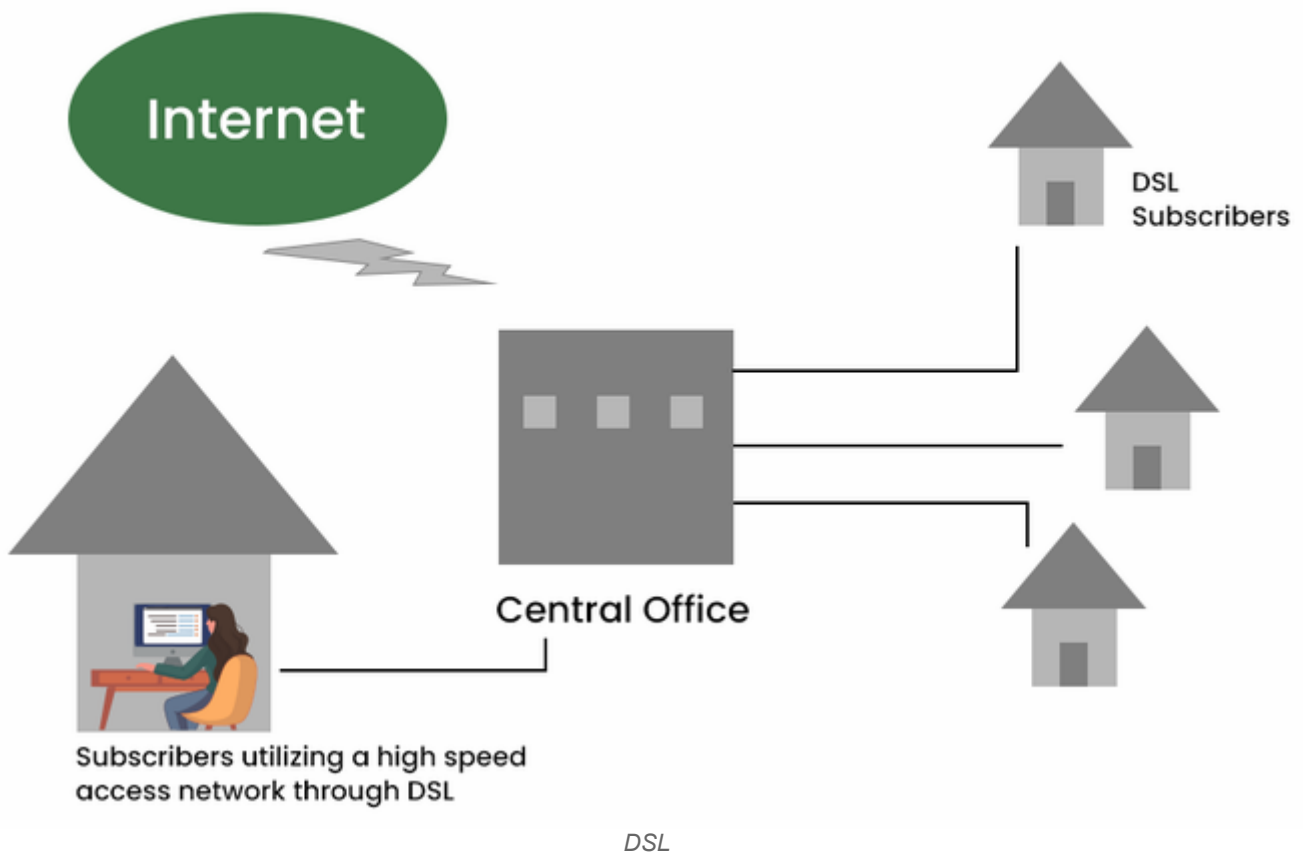 Internet
DSL
Subscribers
Central Office
Subscribers utilizing a high speed
access network through DSL
DSL